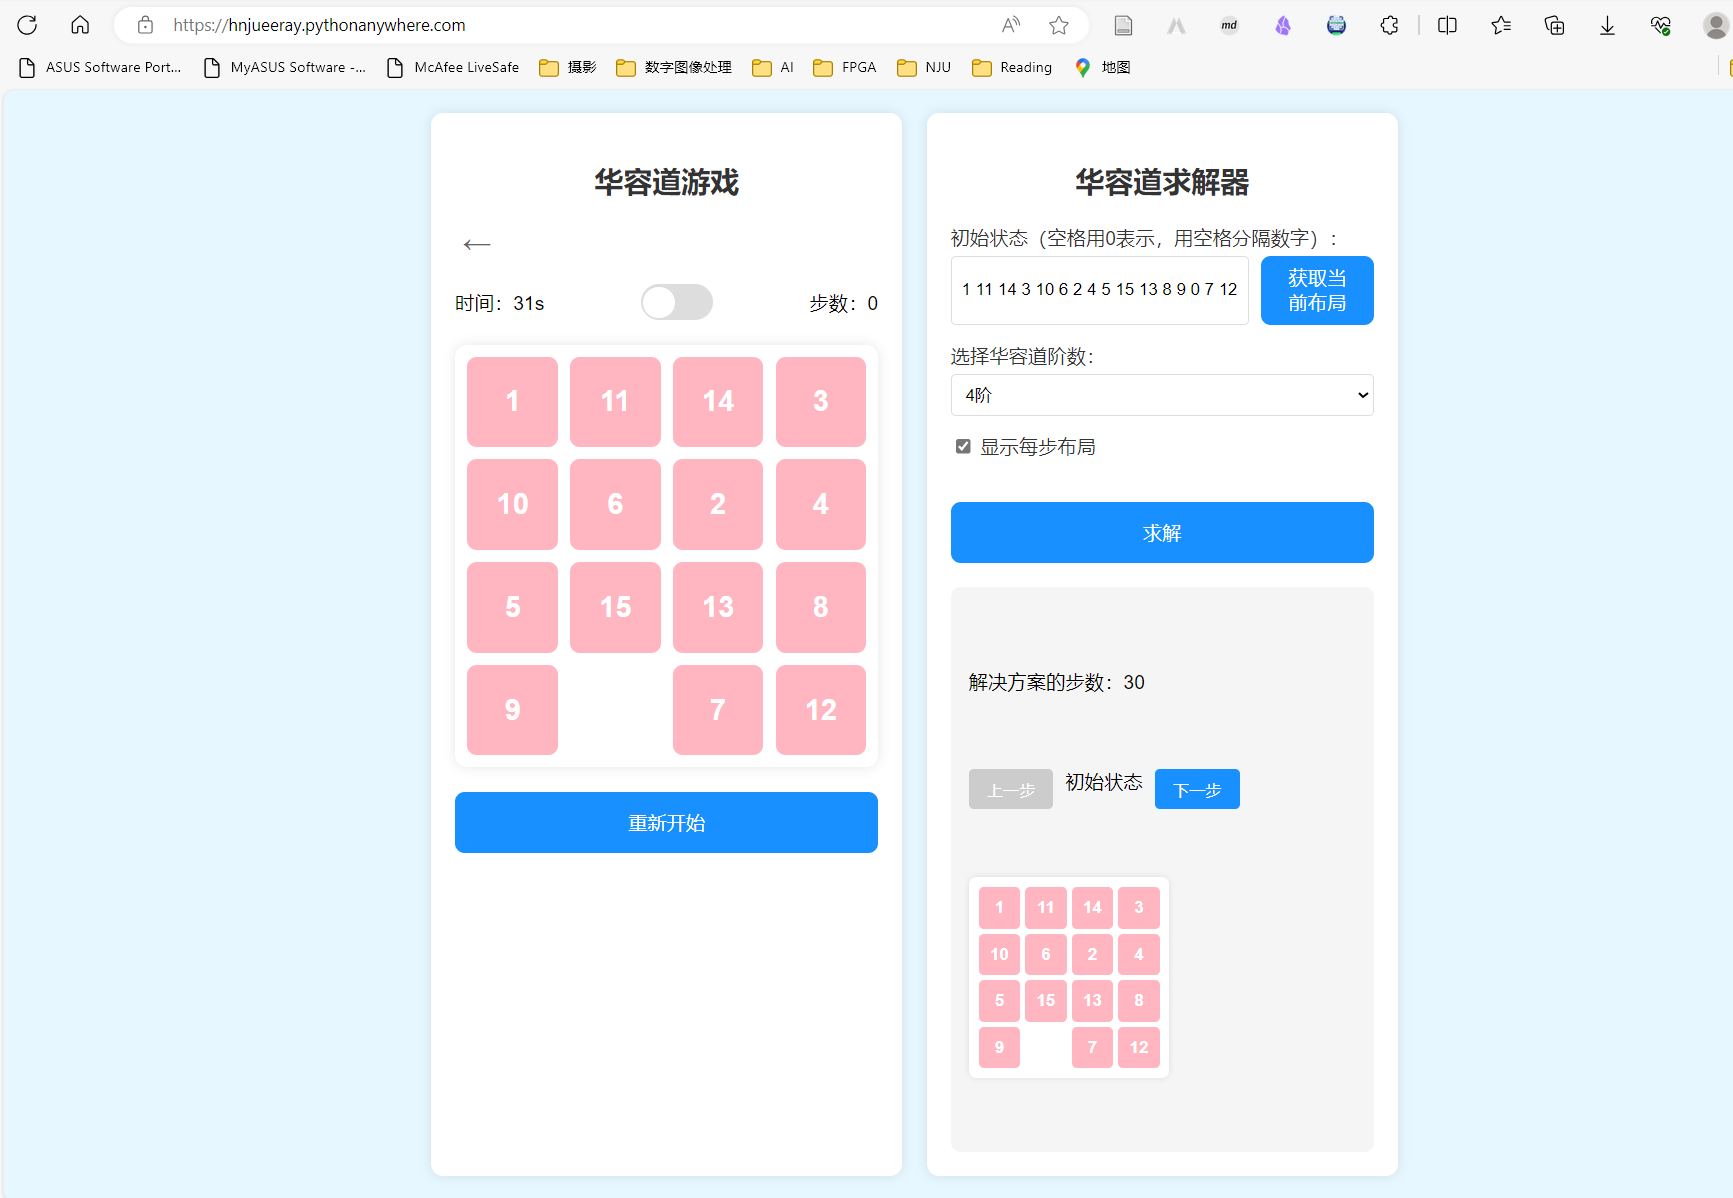 https://hnjueeray.pythonanywhere.com
md
ASUS Software Port...
MyASUS Software -...
McAfee LiveSafe
摄影
数字图像处理
AI
FPGA
NJU
Reading
地图
华容道游戏
←
时间：31s
步数：0
1 11 14 3
10 6 2 4
5 15 13 8
9 7 12
重新开始
华容道求解器
初始状态（空格用0表示，用空格分隔数字）：
1 11 14 3 10 6 2 4 5 15 13 8 9 0 7 12
获取当
前布局
选择华容道阶数：
4阶
显示每步布局
求解
解决方案的步数：30
上一步 初始状态 下一步
1 11 14 3
10 6 2 4
5 15 13 8
9 7 12